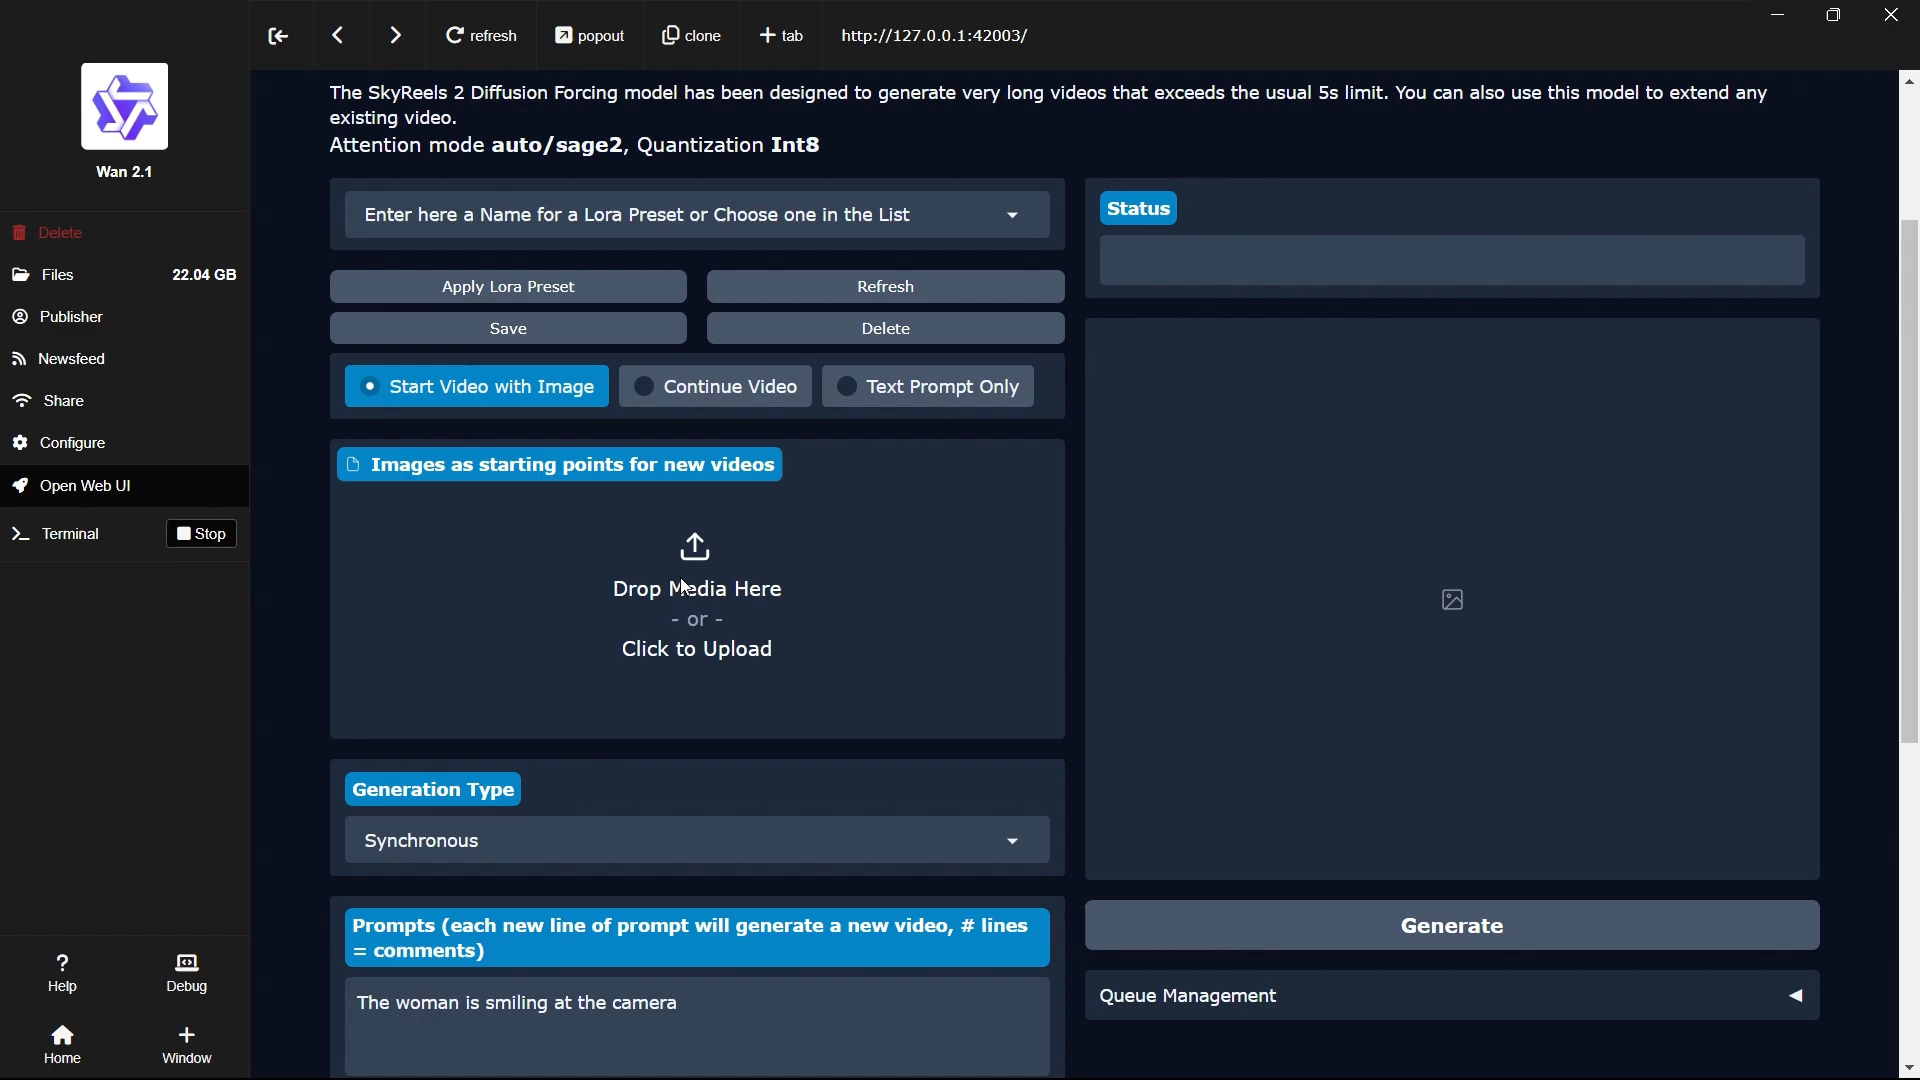 refresh
popout
clone
tab
http://127.0.0.1:42003/
Wan 2.1
Delete
Files 22.04 GB
Publisher
Newsfeed
Share
Configure
Open Web UI
Terminal Stop
Help
Debug
Home
Window
The SkyReels 2 Diffusion Forcing model has been designed to generate very long videos that exceeds the usual 5s limit. You can also use this model to extend any
existing video.
Attention mode auto/sage2, Quantization Int8
Enter here a Name for a Lora Preset or Choose one in the List
Apply Lora Preset
Refresh
Save
Delete
Start Video with Image
Continue Video
Text Prompt Only
Images as starting points for new videos
Drop Media Here
- or -
Click to Upload
Generation Type
Synchronous
Prompts (each new line of prompt will generate a new video, # lines
= comments)
The woman is smiling at the camera
Status
Generate
Queue Management